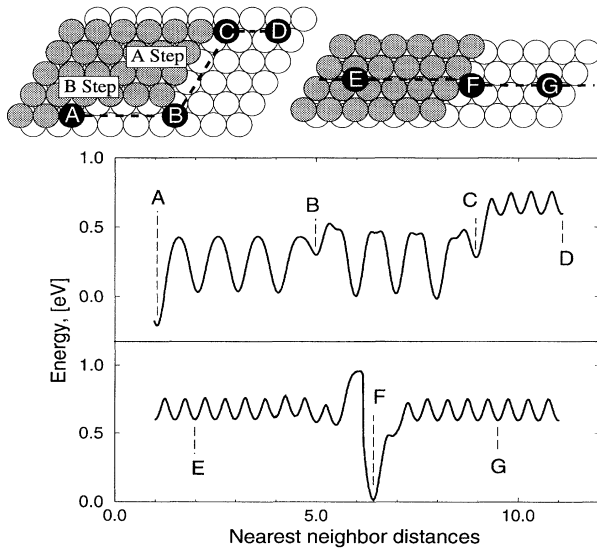 C D
A Step
B Step
A B
E F G
1.0
A
B
C
0.5
D
0.0
Energy, [eV]
1.0
F
0.5
E
G
0.0
0.0 5.0 10.0
Nearest neighbor distances